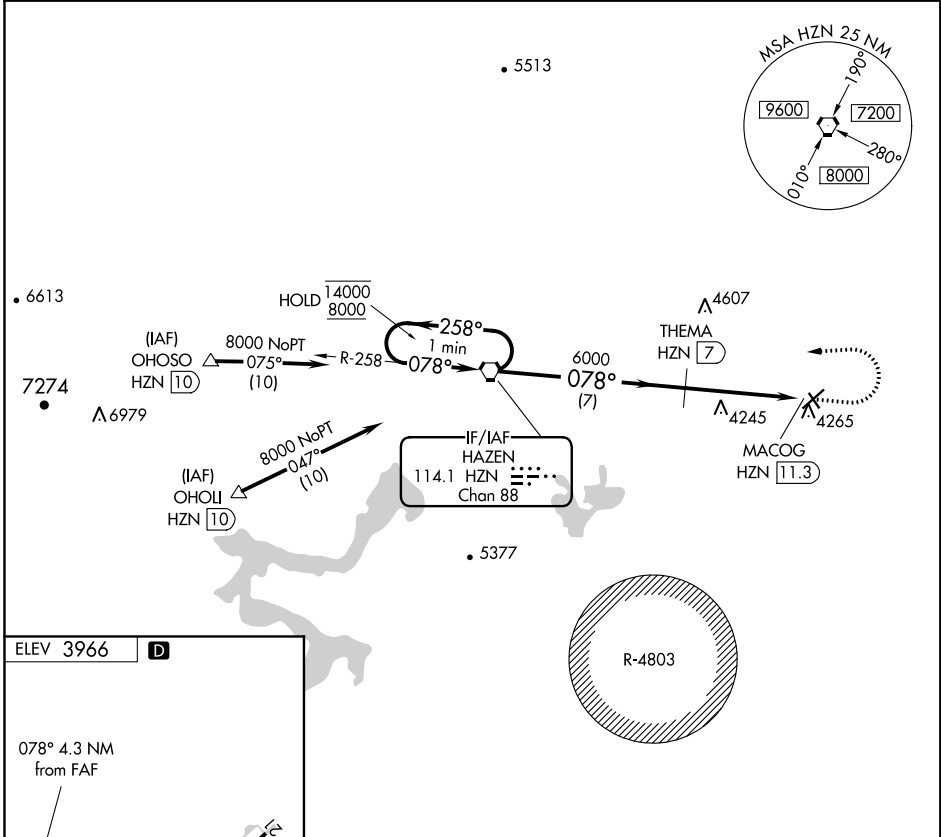 MSA HZN 25 NM
190°
9600
7200
280°
010°
8000
5513
6613
HOLD 14000
8000
4607
(IAF)
OHOSO
HZN 10
8000 NoPT
075°
(10)
R-258
258°
1 min
078°
6000
078°
(7)
THEMA
HZN 7
7274
6979
4245
4265
MACOG
HZN 11.3
(IAF)
OHOLI
HZN 10
8000 NoPT
047°
(10)
IF/IAF
HAZEN
114.1 HZN
Chan 88
5377
R-4803
ELEV 3966 D
078° 4.3 NM
from FAF
21